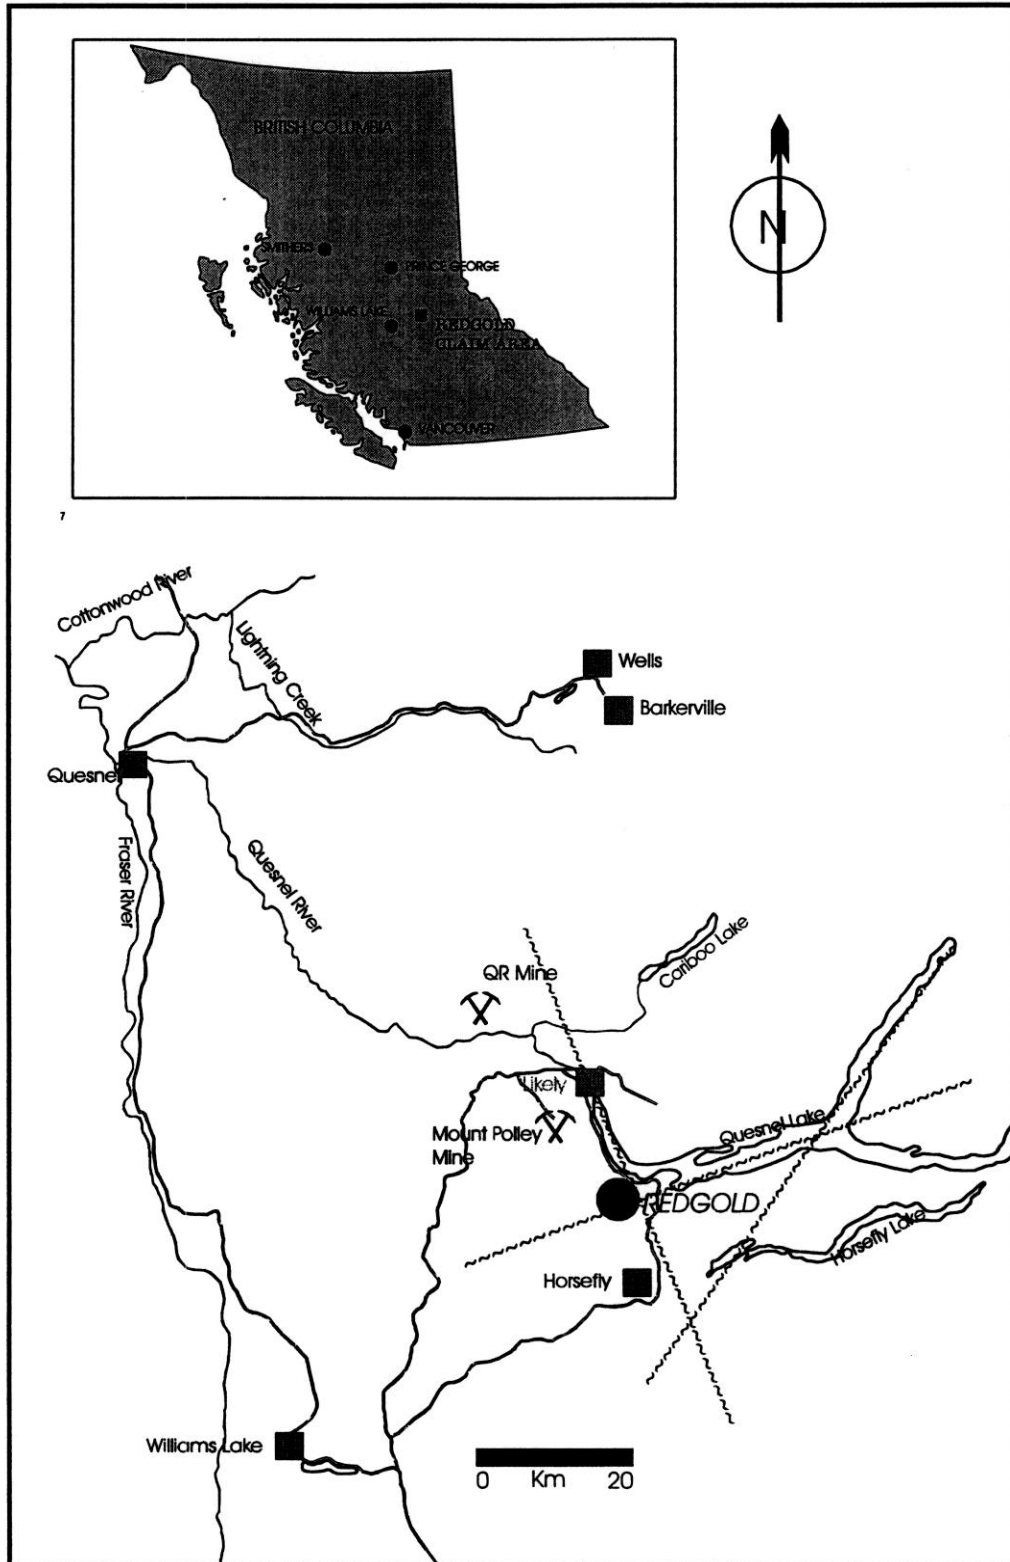 BRITISH COLUMBIA
SMITHERS
PRINCE GEORGE
WILLIAMS LAKE
REDGOLD
CLAIM AREA
VANCOUVER
N
7
Cottonwood River
Lightning Creek
Wells
Barkerville
Quesnel
Fraser River
Quesnel River
QR Mine
Cariboo Lake
Likely
Mount Polley
Mine
Quesnel Lake
REDGOLD
Horsefly Lake
Horsefly
Williams Lake
0 Km 20